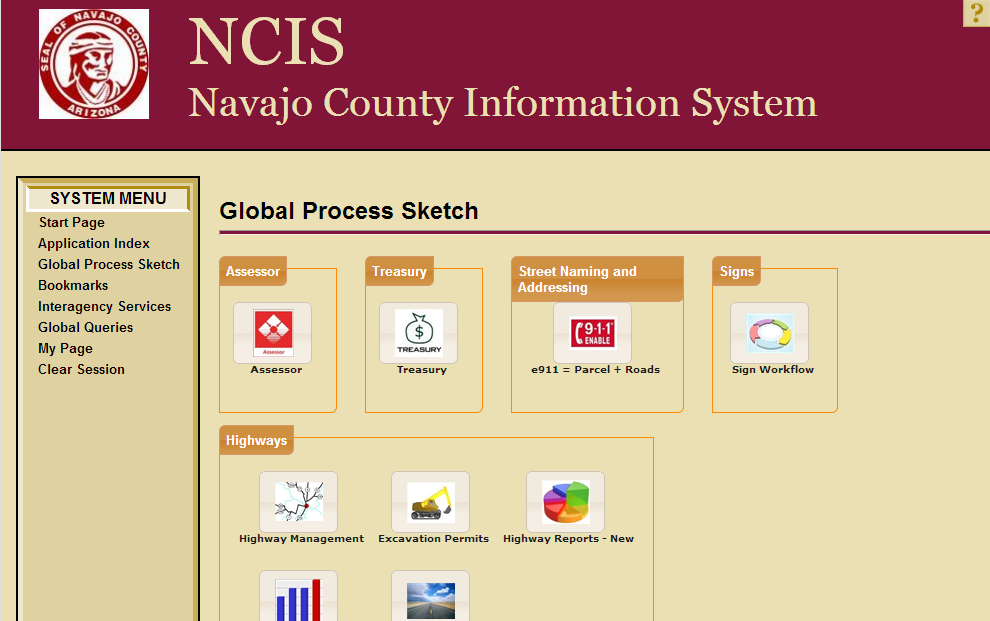 SEAL OF NAVAJO COUNTY
ARIZONA
NCIS
Navajo County Information System
?
SYSTEM MENU
Start Page
Application Index
Global Process Sketch
Bookmarks
Interagency Services
Global Queries
My Page
Clear Session
Global Process Sketch
Assessor
Assessor
Assessor
Treasury
$
TREASURY
Treasury
Street Naming and
Addressing
9-1-1
ENABLE
e911 = Parcel + Roads
Signs
Sign Workflow
Highways
Highway Management
Excavation Permits
Highway Reports - New